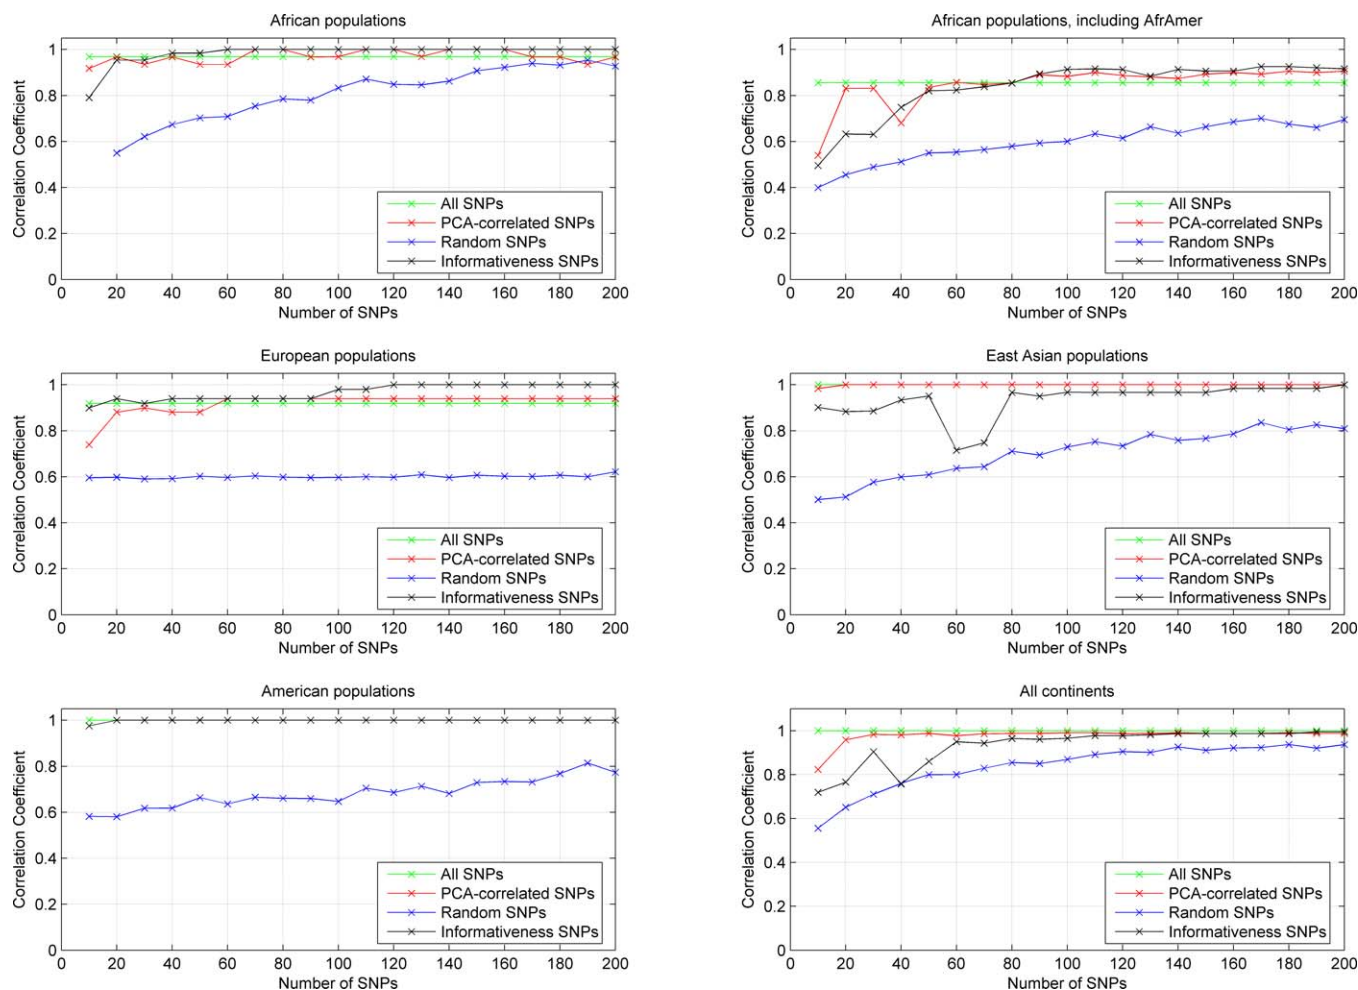 African populations
Correlation Coefficient
1
0.8
0.6
0.4
0.2
0
0 20 40 60 80 100 120 140 160 180 200
Number of SNPs
All SNPs
PCA-correlated SNPs
Random SNPs
Informativeness SNPs
African populations, including AfrAmer
Correlation Coefficient
1
0.8
0.6
0.4
0.2
0
0 20 40 60 80 100 120 140 160 180 200
Number of SNPs
All SNPs
PCA-correlated SNPs
Random SNPs
Informativeness SNPs
European populations
Correlation Coefficient
1
0.8
0.6
0.4
0.2
0
0 20 40 60 80 100 120 140 160 180 200
Number of SNPs
All SNPs
PCA-correlated SNPs
Random SNPs
Informativeness SNPs
East Asian populations
Correlation Coefficient
1
0.8
0.6
0.4
0.2
0
0 20 40 60 80 100 120 140 160 180 200
Number of SNPs
All SNPs
PCA-correlated SNPs
Random SNPs
Informativeness SNPs
American populations
Correlation Coefficient
1
0.8
0.6
0.4
0.2
0
0 20 40 60 80 100 120 140 160 180 200
Number of SNPs
All SNPs
PCA-correlated SNPs
Random SNPs
Informativeness SNPs
All continents
Correlation Coefficient
1
0.8
0.6
0.4
0.2
0
0 20 40 60 80 100 120 140 160 180 200
Number of SNPs
All SNPs
PCA-correlated SNPs
Random SNPs
Informativeness SNPs